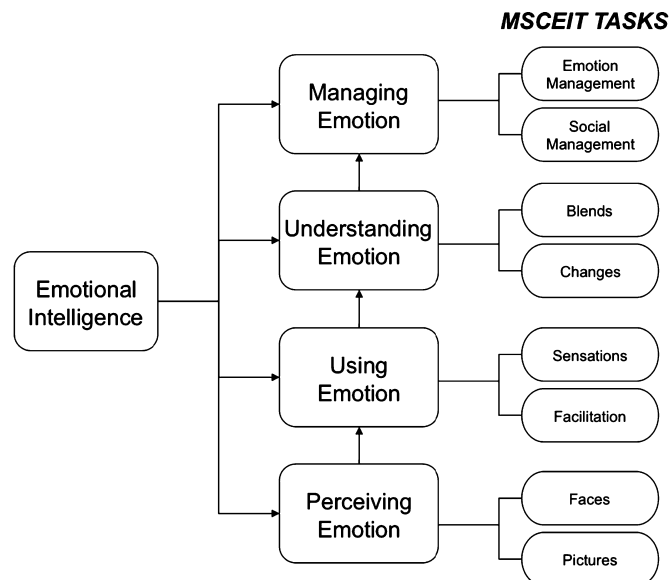 MSCEIT TASKS
Managing
Emotion
Emotion
Management
Social
Management
Understanding
Emotion
Blends
Changes
Emotional
Intelligence
Using
Emotion
Sensations
Facilitation
Perceiving
Emotion
Faces
Pictures